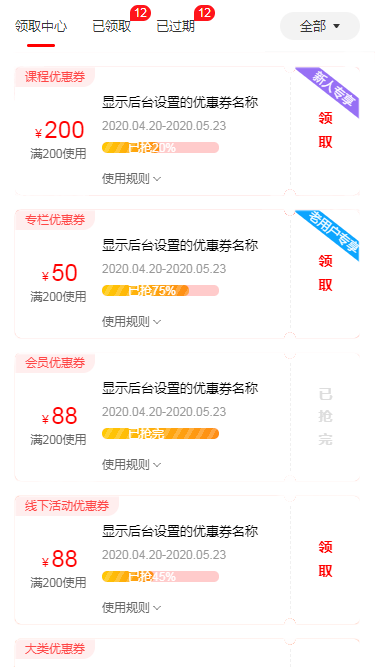 领取中心 已领取 12 已过期 12 全部
课程优惠券 新人专享
显示后台设置的优惠券名称
¥200 2020.04.20-2020.05.23 领取
满200使用 已抢20%
使用规则
专栏优惠券 老用户专享
显示后台设置的优惠券名称
¥50 2020.04.20-2020.05.23 领取
满200使用 已抢75%
使用规则
会员优惠券
显示后台设置的优惠券名称
¥88 2020.04.20-2020.05.23 已抢完
满200使用 已抢完
使用规则
线下活动优惠券
显示后台设置的优惠券名称
¥88 2020.04.20-2020.05.23 领取
满200使用 已抢45%
使用规则
大类优惠券